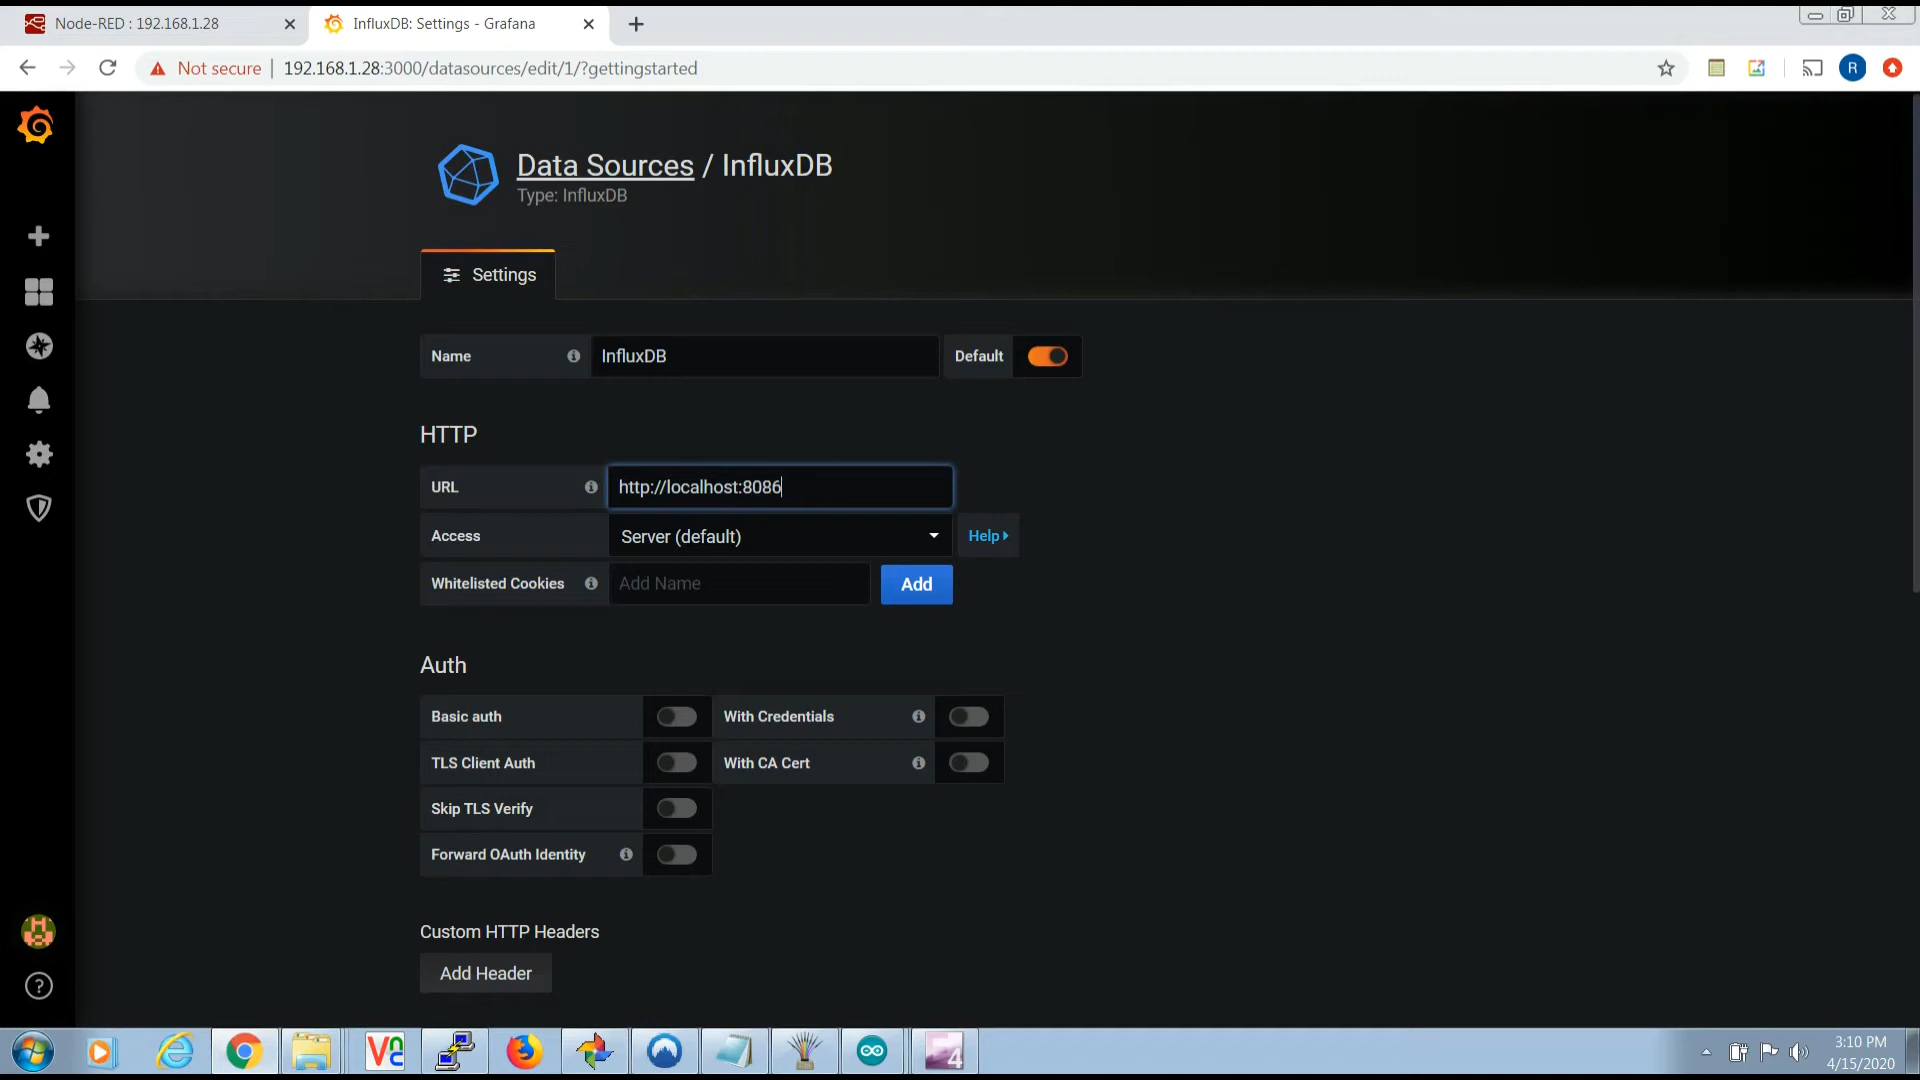 Node-RED : 192.168.1.28
InfluxDB: Settings - Grafana
Not secure | 192.168.1.28:3000/datasources/edit/1/?gettingstarted
R
Data Sources / InfluxDB
Type: InfluxDB
Settings
Name InfluxDB Default
HTTP
URL http://localhost:8086
Access Server (default) Help
Whitelisted Cookies Add Name Add
Auth
Basic auth With Credentials
TLS Client Auth With CA Cert
Skip TLS Verify
Forward OAuth Identity
Custom HTTP Headers
Add Header
?
VNC
4
3:10 PM
4/15/2020